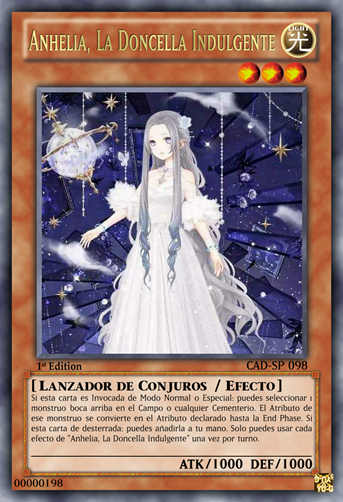 ANHELIA, LA DONCELLA INDULGENTE
LIGHT
光
1st Edition
CAD-SP 098
[ LANZADOR DE CONJUROS / EFECTO ]
Si esta carta es Invocada de Modo Normal o Especial: puedes seleccionar 1
monstruo boca arriba en el Campo o cualquier Cementerio. El Atributo de
ese monstruo se convierte en el Atributo declarado hasta la End Phase. Si
esta carta de desterrada: puedes añadirla a tu mano. Solo puedes usar cada
efecto de "Anhelia, La Doncella Indulgente" una vez por turno.
ATK/1000 DEF/1000
00000198